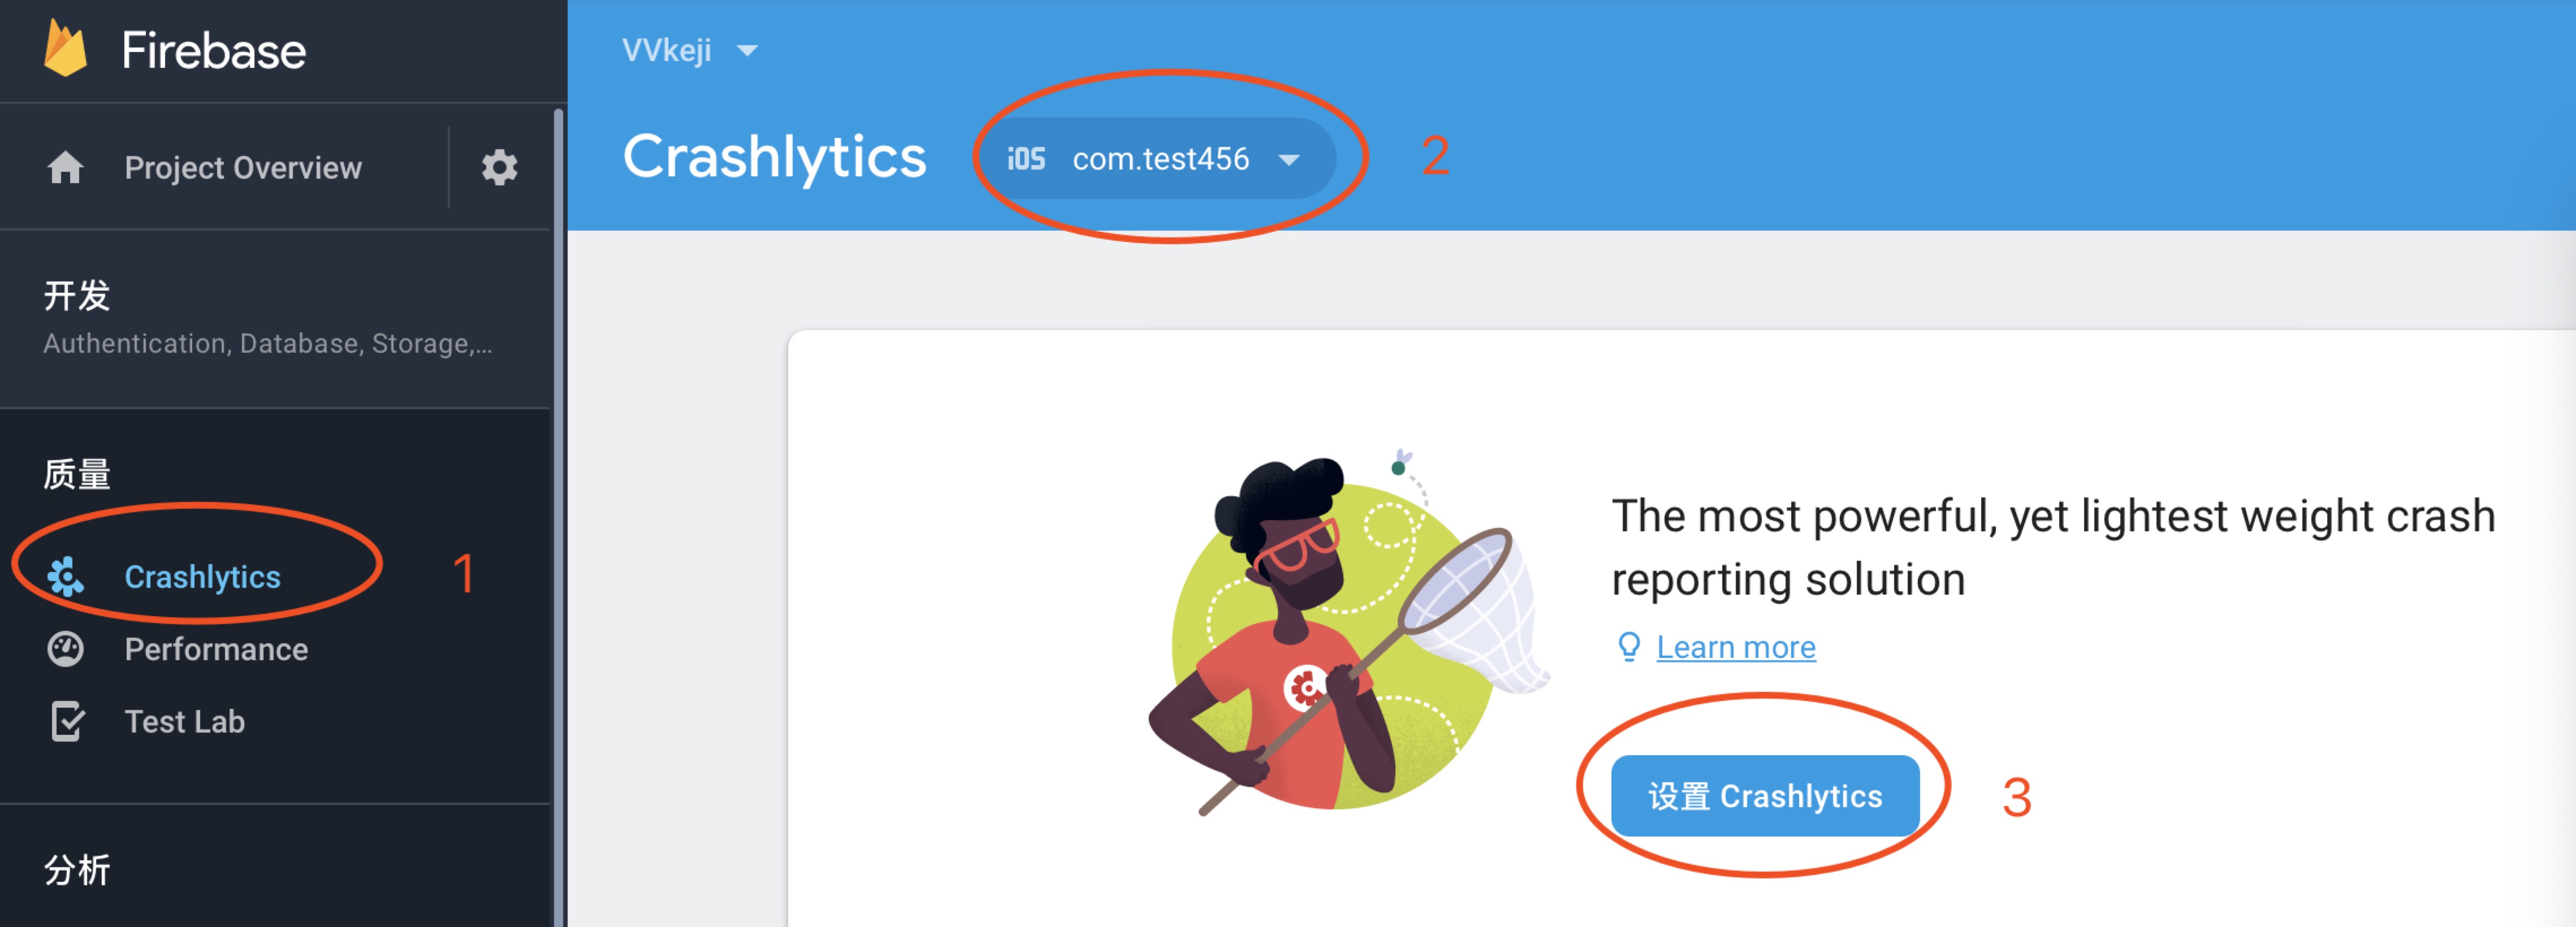 Firebase
Project Overview
开发
Authentication, Database, Storage,...
质量
Crashlytics
1
Performance
Test Lab
分析
VVkeji
Crashlytics
iOS com.test456
2
The most powerful, yet lightest weight crash
reporting solution
Learn more
设置 Crashlytics
3